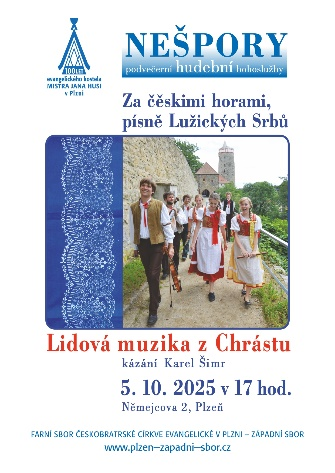 100 let
evangelického kostela
MISTRA JANA HUSI
v Plzni
NEŠPORY
podvečerní hudební bohoslužby
Za čěskimi horami,
písně Lužických Srbů
Lidová muzika z Chrástu
kázání Karel Šimr
5. 10. 2025 v 17 hod.
Němejcova 2, Plzeň
FARNÍ SBOR ČESKOBRATRSKÉ CÍRKVE EVANGELICKÉ V PLZNI – ZÁPADNÍ SBOR
www.plzen–zapadni–sbor.cz